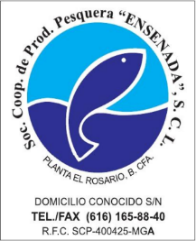 Soc. Coop. de Prod. Pesquera "ENSENADA", S. C. L.
PLANTA EL ROSARIO, B. CFA.
DOMICILIO CONOCIDO S/N
TEL./FAX (616) 165-88-40
R.F.C. SCP-400425-MGA